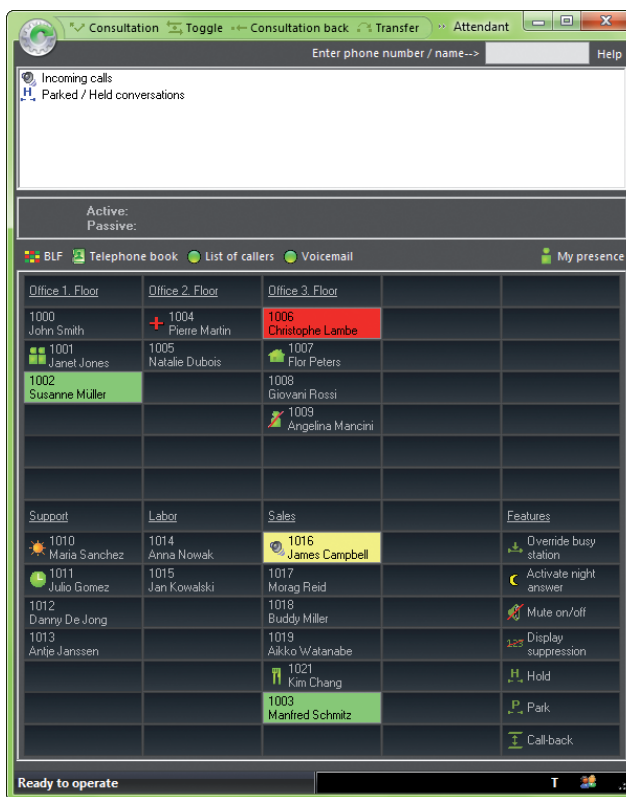 Consultation Toggle Consultation back Transfer Attendant
Enter phone number / name--> Help
Incoming calls
H Parked / Held conversations
Active:
Passive:
BLF Telephone book List of callers Voicemail My presence
Office 1. Floor Office 2. Floor Office 3. Floor
1000 1004 1006
John Smith Pierre Martin Christophe Lambe
1001 1005 1007
Janet Jones Natalie Dubois Flor Peters
1002 1008
Susanne Müller Giovani Rossi
1009
Angelina Mancini
Support Labor Sales Features
1010 1014 1016 Override busy
Maria Sanchez Anna Nowak James Campbell station
1011 1015 1017 Activate night
Julio Gomez Jan Kowalski Morag Reid answer
1012 1018 Mute on/off
Danny De Jong Buddy Miller
1013 1019 123 Display
Antje Janssen Aikko Watanabe suppression
1021 H Hold
Kim Chang
1003 P Park
Manfred Schmitz
Call-back
Ready to operate T